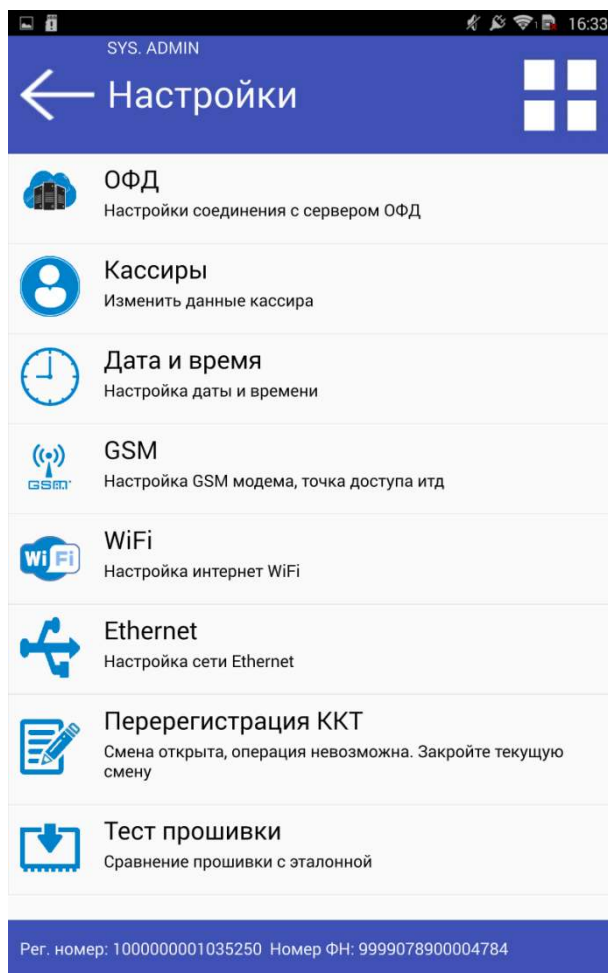 16:33
SYS. ADMIN
Настройки
ОФД
Настройки соединения с сервером ОФД
Кассиры
Изменить данные кассира
Дата и время
Настройка даты и времени
GSM
GSM
Настройка GSM модема, точка доступа итд
WiFi
WiFi
Настройка интернет WiFi
Ethernet
Настройка сети Ethernet
Перерегистрация ККТ
Смена открыта, операция невозможна. Закройте текущую
смену
Тест прошивки
Сравнение прошивки с эталонной
Рег. номер: 1000000001035250 Номер ФН: 9999078900004784